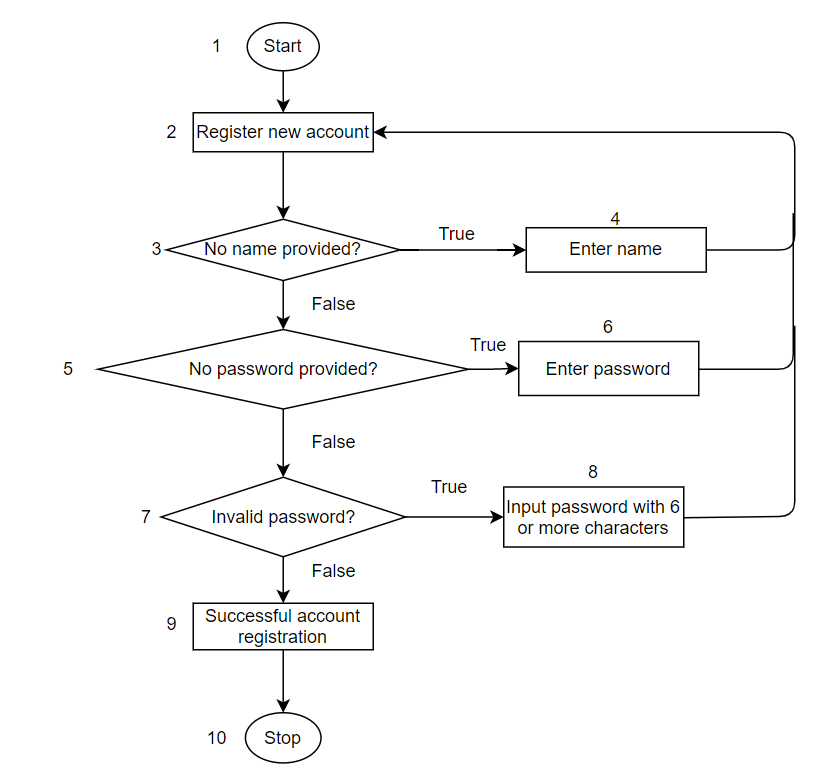 1
Start
2
Register new account
4
3
No name provided?
True
Enter name
False
6
5
No password provided?
True
Enter password
False
8
7
Invalid password?
True
Input password with 6
or more characters
False
9
Successful account
registration
10
Stop